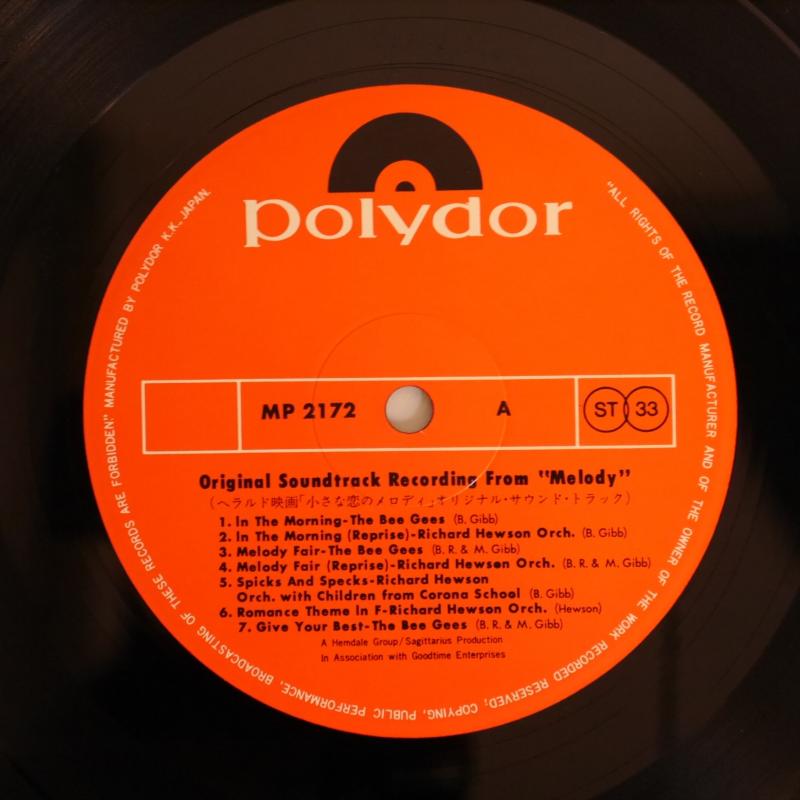 polydor
MP 2172 A ST 33
Original Soundtrack Recording From "Melody"
(ヘラルド映画「小さな恋のメロディ」オリジナル・サウンド・トラック)
1. In The Morning-The Bee Gees (B. Gibb)
2. In The Morning (Reprise)-Richard Hewson Orch. (B. Gibb)
3. Melody Fair-The Bee Gees (B. R. & M. Gibb)
4. Melody Fair (Reprise)-Richard Hewson Orch. (B. R. & M. Gibb)
5. Spicks And Specks-Richard Hewson
Orch. with Children from Corona School (B. Gibb)
6. Romance Theme In F-Richard Hewson Orch. (Hewson)
7. Give Your Best-The Bee Gees (B. R. & M. Gibb)
A Hemdale Group/Sagittarius Production
In Association with Goodtime Enterprises
"ALL RIGHTS OF THE RECORD MANUFACTURER AND OF THE OWNER OF THE WORK RECORDED RESERVED; COPYING, PUBLIC PERFORMANCE, BROADCASTING OF THESE RECORDS ARE FORBIDDEN" MANUFACTURED BY POLYDOR K.K. JAPAN.